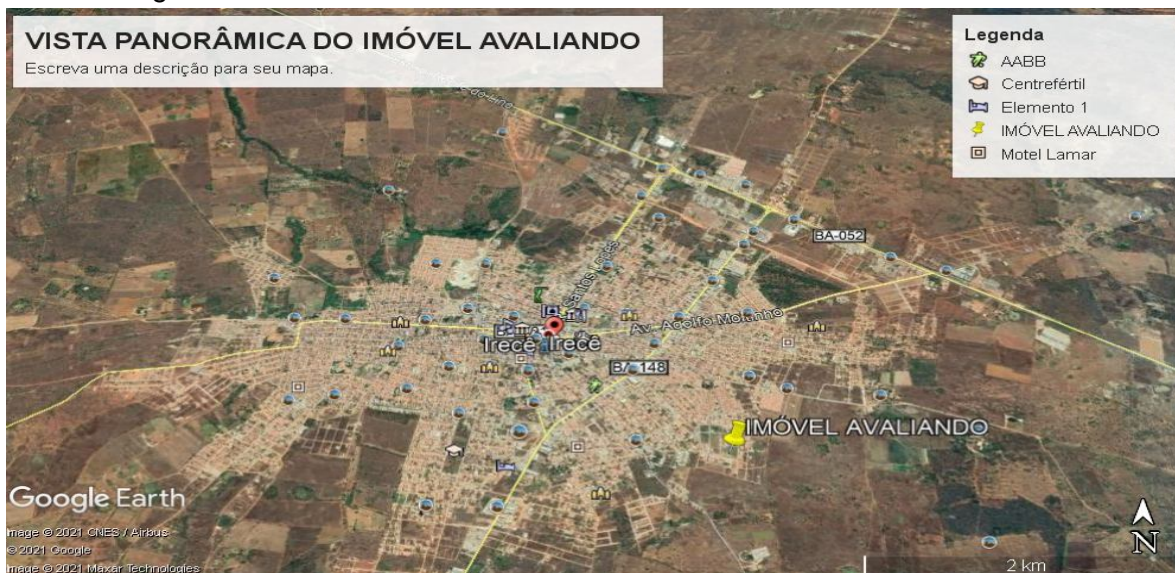 VISTA PANORÂMICA DO IMÓVEL AVALIANDO
Escreva uma descrição para seu mapa.
Legenda
AABB
Centrefértil
Elemento 1
IMÓVEL AVALIANDO
Motel Lamar
BA-052
Av. Adolfo Moitinho
Irecê
Irecê
BA-148
IMÓVEL AVALIANDO
Google Earth
Image © 2021 CNES / Airbus
© 2021 Google
Image © 2021 Maxar Technologies
N
2 km